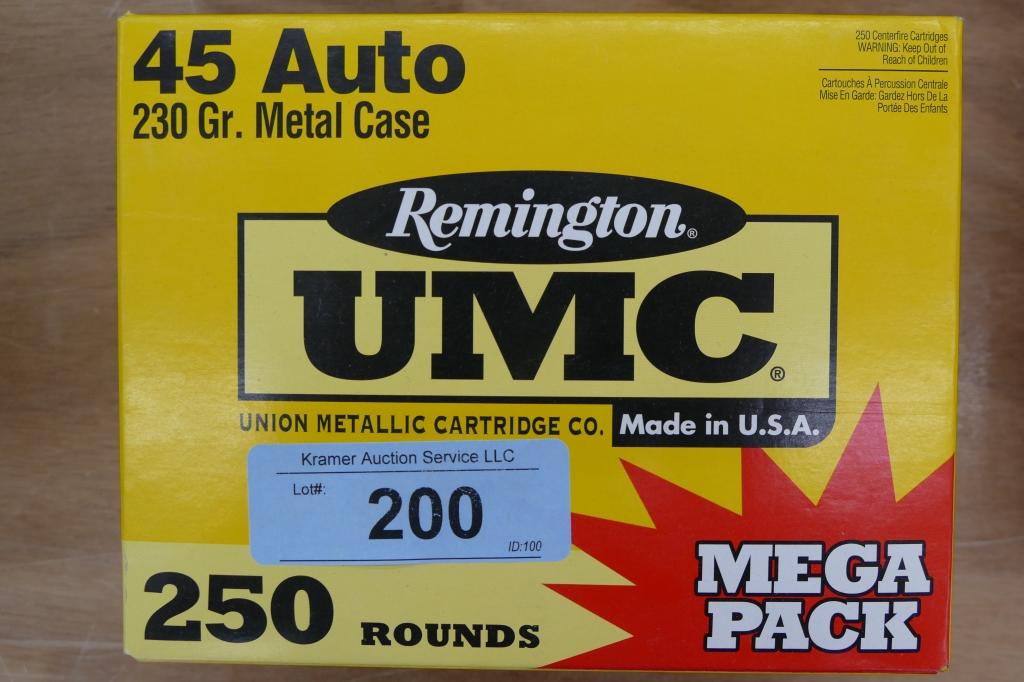 45 Auto
230 Gr. Metal Case
250 Centerfire Cartridges
WARNING: Keep Out of
Reach of Children
Cartouches À Percussion Centrale
Mise En Garde: Gardez Hors De La
Portée Des Enfants
Remington®
UMC®
UNION METALLIC CARTRIDGE CO.
Made in U.S.A.
Kramer Auction Service LLC
Lot#:
200
ID:100
250 ROUNDS
MEGA
PACK